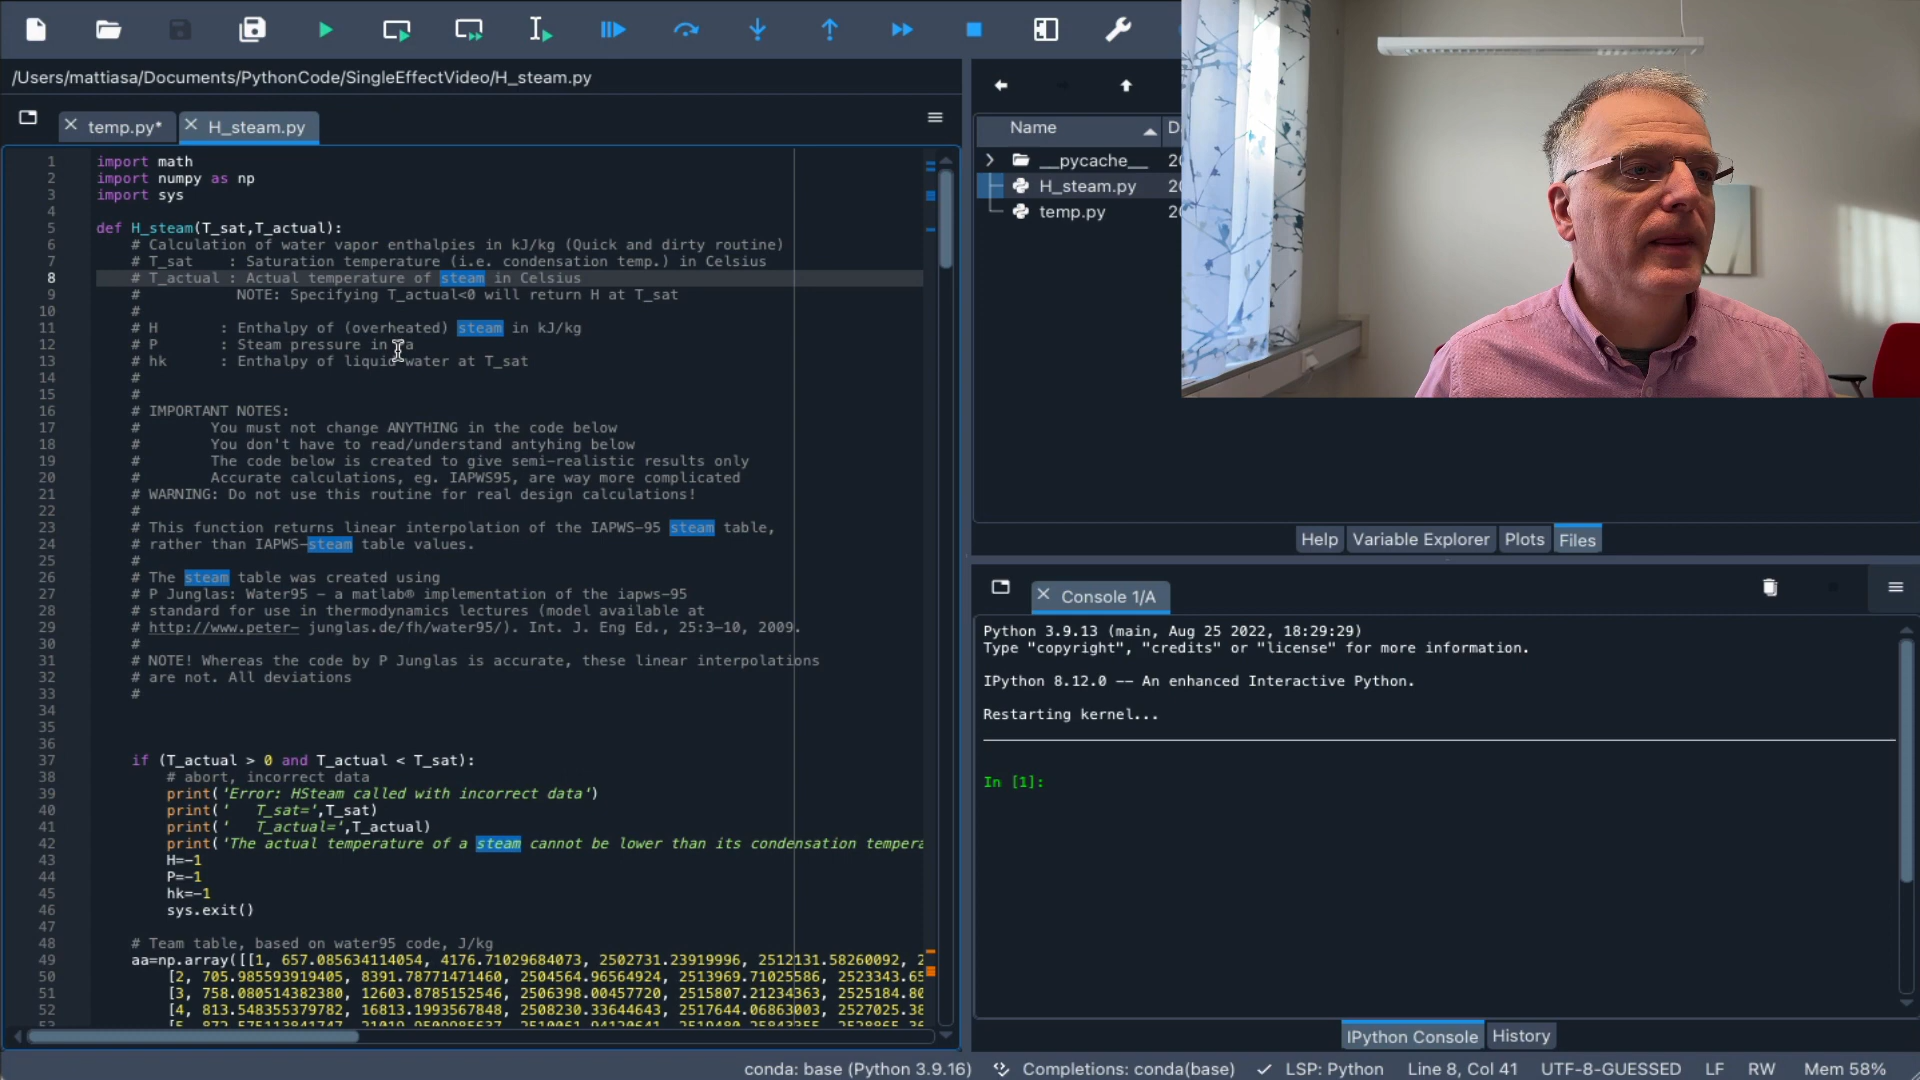 /Users/mattiasa/Documents/PythonCode/SingleEffectVideo/H_steam.py
temp.py*
H_steam.py
1 import math
2 import numpy as np
3 import sys
4
5 def H_steam(T_sat,T_actual):
6 # Calculation of water vapor enthalpies in kJ/kg (Quick and dirty routine)
7 # T_sat : Saturation temperature (i.e. condensation temp.) in Celsius
8 # T_actual : Actual temperature of steam in Celsius
9 # NOTE: Specifying T_actual<0 will return H at T_sat
10 #
11 # H : Enthalpy of (overheated) steam in kJ/kg
12 # P : Steam pressure in
13 # hk : Enthalpy of liquid water at T_sat
14 #
15 #
16 # IMPORTANT NOTES:
17 # You must not change ANYTHING in the code below
18 # You don't have to read/understand antyhing below
19 # The code below is created to give semi-realistic results only
20 # Accurate calculations, eg. IAPWS95, are way more complicated
21 # WARNING: Do not use this routine for real design calculations!
22 #
23 # This function returns linear interpolation of the IAPWS-95 steam table,
24 # rather than IAPWS-steam table values.
25 #
26 # The steam table was created using
27 # P Junglas: Water95 - a matlab® implementation of the iapws-95
28 # standard for use in thermodynamics lectures (model available at
29 # http://www.peter- junglas.de/fh/water95/). Int. J. Eng Ed., 25:3-10, 2009.
30 #
31 # NOTE! Whereas the code by P Junglas is accurate, these linear interpolations
32 # are not. All deviations
33 #
34
35
36
37 if (T_actual > 0 and T_actual < T_sat):
38 # abort, incorrect data
39 print('Error: HSteam called with incorrect data')
40 print(' T_sat=',T_sat)
41 print(' T_actual=',T_actual)
42 print('The actual temperature of a steam cannot be lower than its condensation tempera
43 H=-1
44 P=-1
45 hk=-1
46 sys.exit()
47
48 # Team table, based on water95 code, J/kg
49 aa=np.array([[1, 657.085634114054, 4176.71029684073, 2502731.23919996, 2512131.58260092, 2
50 [2, 705.985593919405, 8391.78771471460, 2504564.96564924, 2513969.71025586, 2523343.65
51 [3, 758.080514382380, 12603.8785152546, 2506398.00457720, 2515807.21234363, 2525184.80
52 [4, 813.548355379782, 16813.1993567848, 2508230.33644643, 2517644.06863003, 2527025.38
Name
__pycache__ 20
H_steam.py 20
temp.py 20
Help
Variable Explorer
Plots
Files
Console 1/A
Python 3.9.13 (main, Aug 25 2022, 18:29:29)
Type "copyright", "credits" or "license" for more information.
IPython 8.12.0 -- An enhanced Interactive Python.
Restarting kernel...
In [1]:
IPython Console
History
conda: base (Python 3.9.16)
Completions: conda(base)
LSP: Python
Line 8, Col 41
UTF-8-GUESSED
LF
RW
Mem 58%